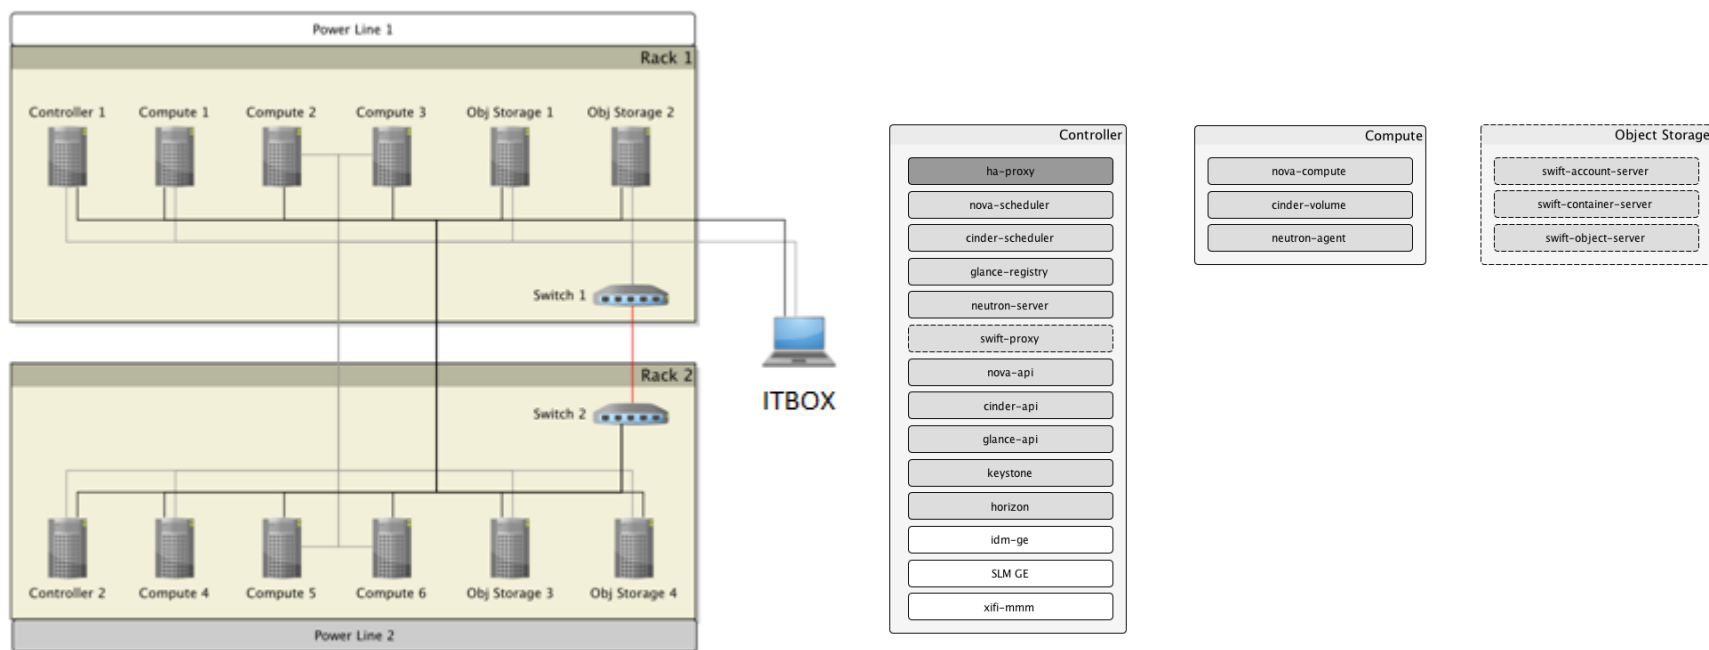 Power Line 1
Rack 1
Controller 1 Compute 1 Compute 2 Compute 3 Obj Storage 1 Obj Storage 2
Switch 1
Rack 2
Switch 2
Controller 2 Compute 4 Compute 5 Compute 6 Obj Storage 3 Obj Storage 4
Power Line 2
ITBOX
Controller
ha-proxy
nova-scheduler
cinder-scheduler
glance-registry
neutron-server
swift-proxy
nova-api
cinder-api
glance-api
keystone
horizon
idm-ge
SLM GE
xifi-mmm
Compute
nova-compute
cinder-volume
neutron-agent
Object Storage
swift-account-server
swift-container-server
swift-object-server